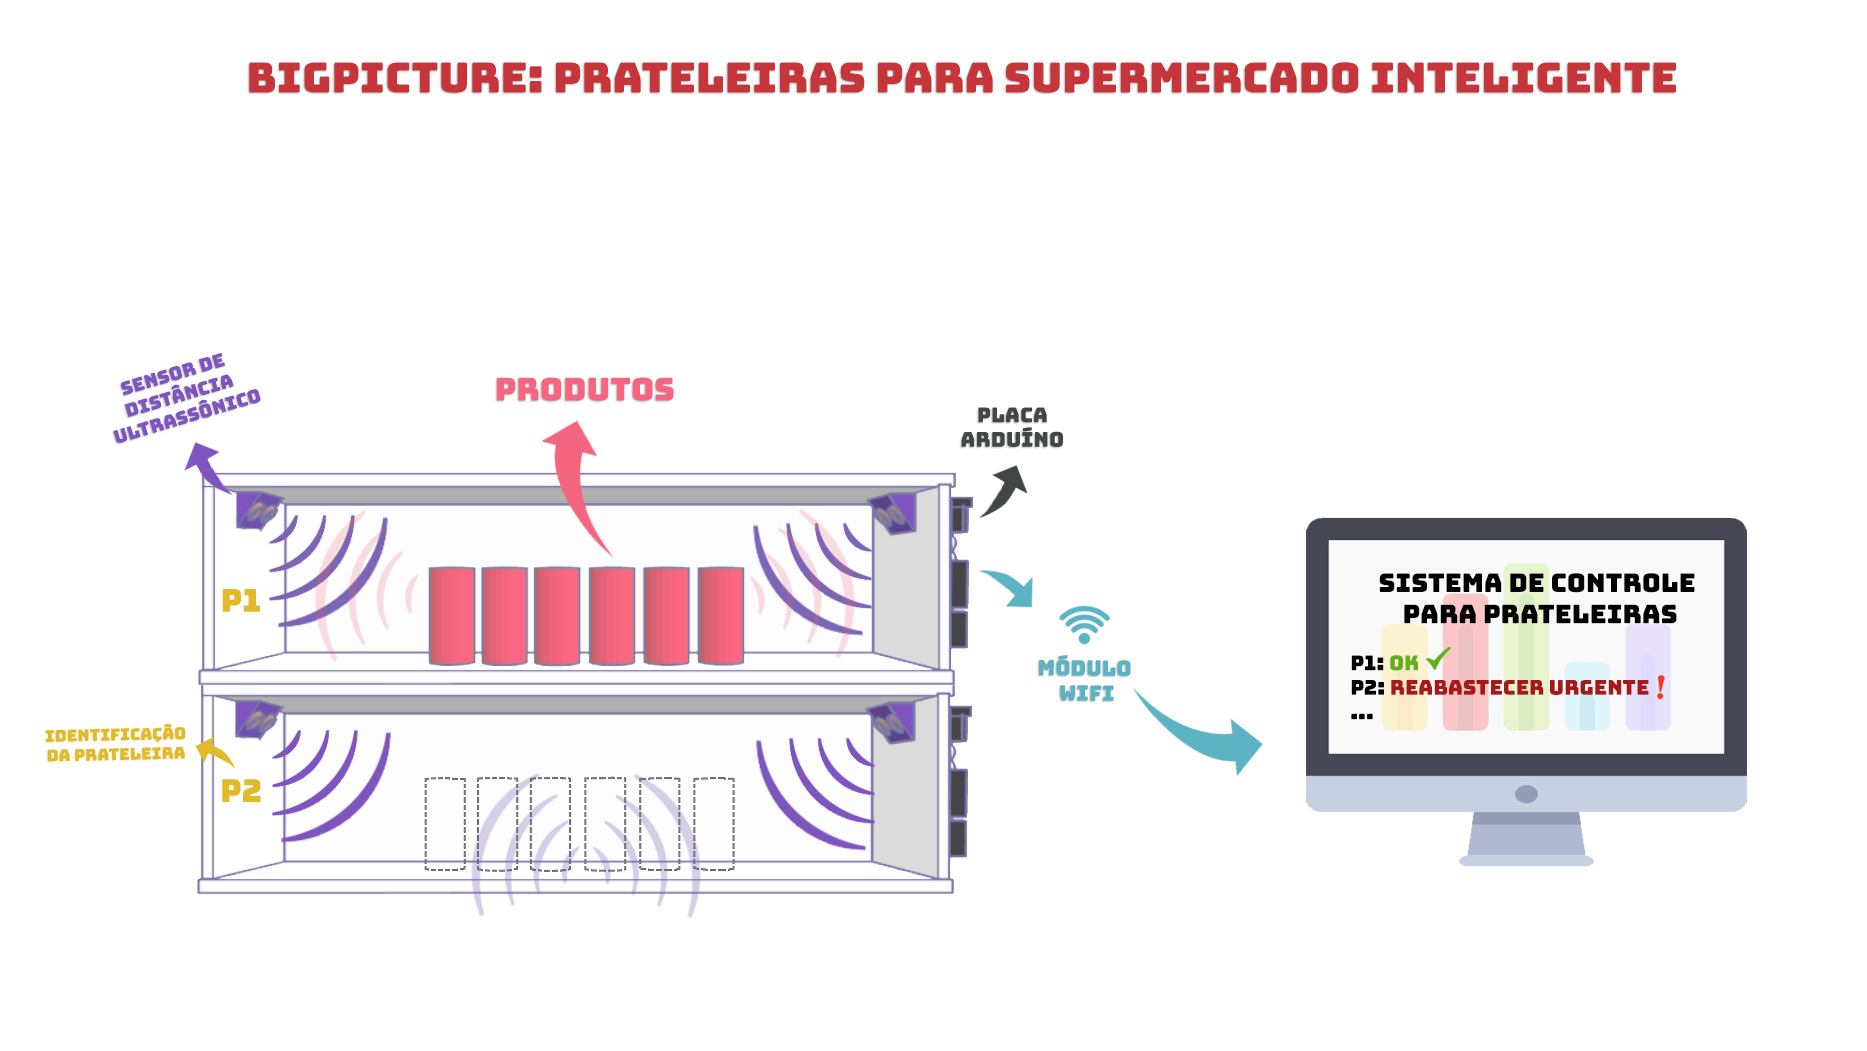 BIGPICTURE: PRATELEIRAS PARA SUPERMERCADO INTELIGENTE
SENSOR DE
DISTÂNCIA
ULTRASSÔNICO
PRODUTOS
PLACA
ARDUÍNO
P1
MÓDULO
WIFI
IDENTIFICAÇÃO
DA PRATELEIRA
P2
SISTEMA DE CONTROLE
PARA PRATELEIRAS
P1: OK ✓
P2: REABASTECER URGENTE !
...